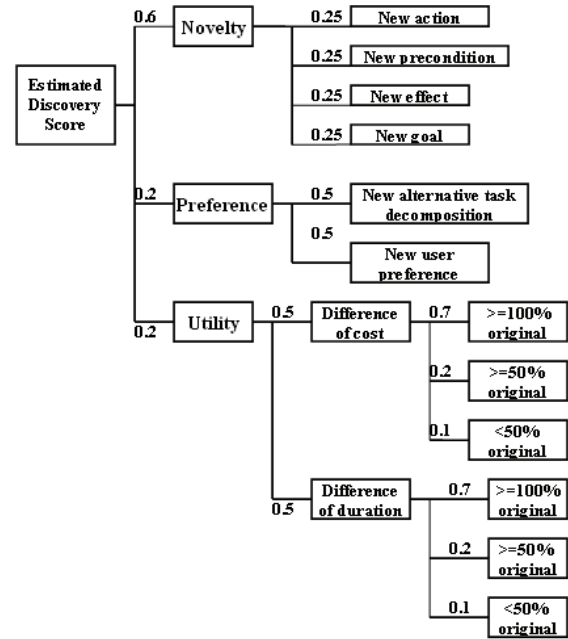 0.6
Novelty
0.25
New action
0.25
New precondition
0.25
New effect
0.25
New goal
Estimated
Discovery
Score
0.2
Preference
0.5
New alternative task
decomposition
0.5
New user
preference
0.2
Utility
0.5
Difference
of cost
0.7
>=100%
original
0.2
>=50%
original
0.1
<50%
original
0.5
Difference
of duration
0.7
>=100%
original
0.2
>=50%
original
0.1
<50%
original